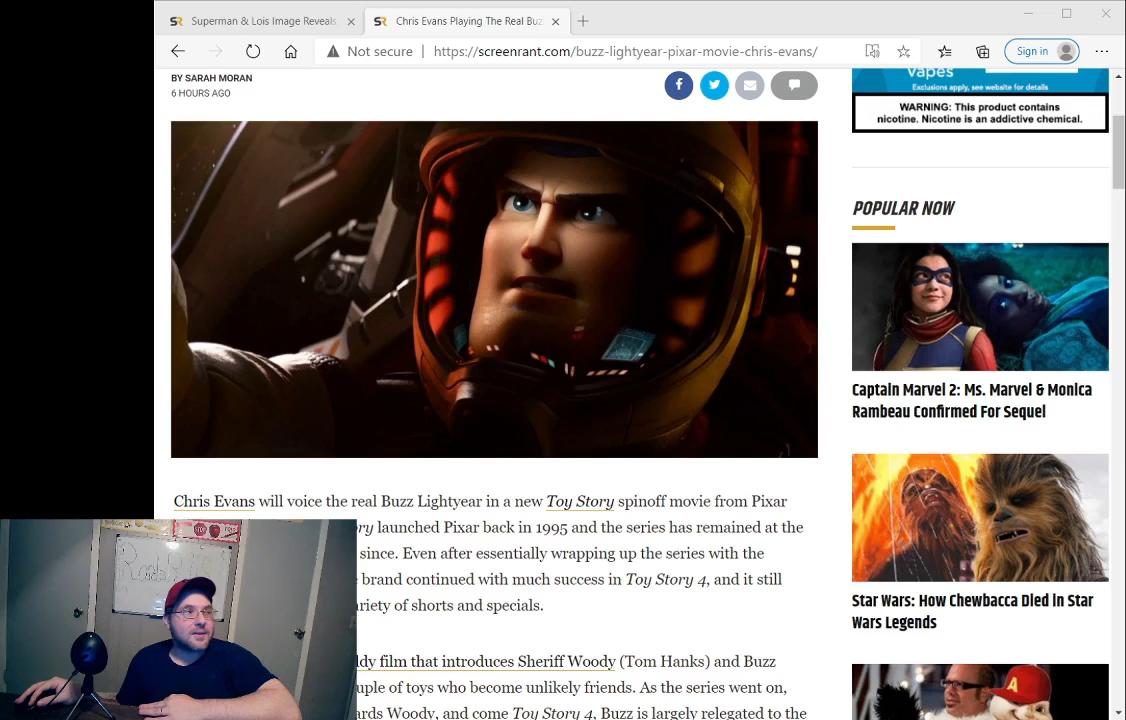 Superman & Lois Image Reveals
Chris Evans Playing The Real Buz
Not secure
https://screenrant.com/buzz-lightyear-pixar-movie-chris-evans/
Sign in
BY SARAH MORAN
6 HOURS AGO
Chris Evans will voice the real Buzz Lightyear in a new Toy Story spinoff movie from Pixar
ry launched Pixar back in 1995 and the series has remained at the
since. Even after essentially wrapping up the series with the
brand continued with much success in Toy Story 4, and it still
ariety of shorts and specials.
ddy film that introduces Sheriff Woody (Tom Hanks) and Buzz
uple of toys who become unlikely friends. As the series went on,
ards Woody, and come Toy Story 4, Buzz is largely relegated to the
vapes
Exclusions apply, see website for details
WARNING: This product contains
nicotine. Nicotine is an addictive chemical.
POPULAR NOW
Captain Marvel 2: Ms. Marvel & Monica
Rambeau Confirmed For Sequel
Star Wars: How Chewbacca Died in Star
Wars Legends
A